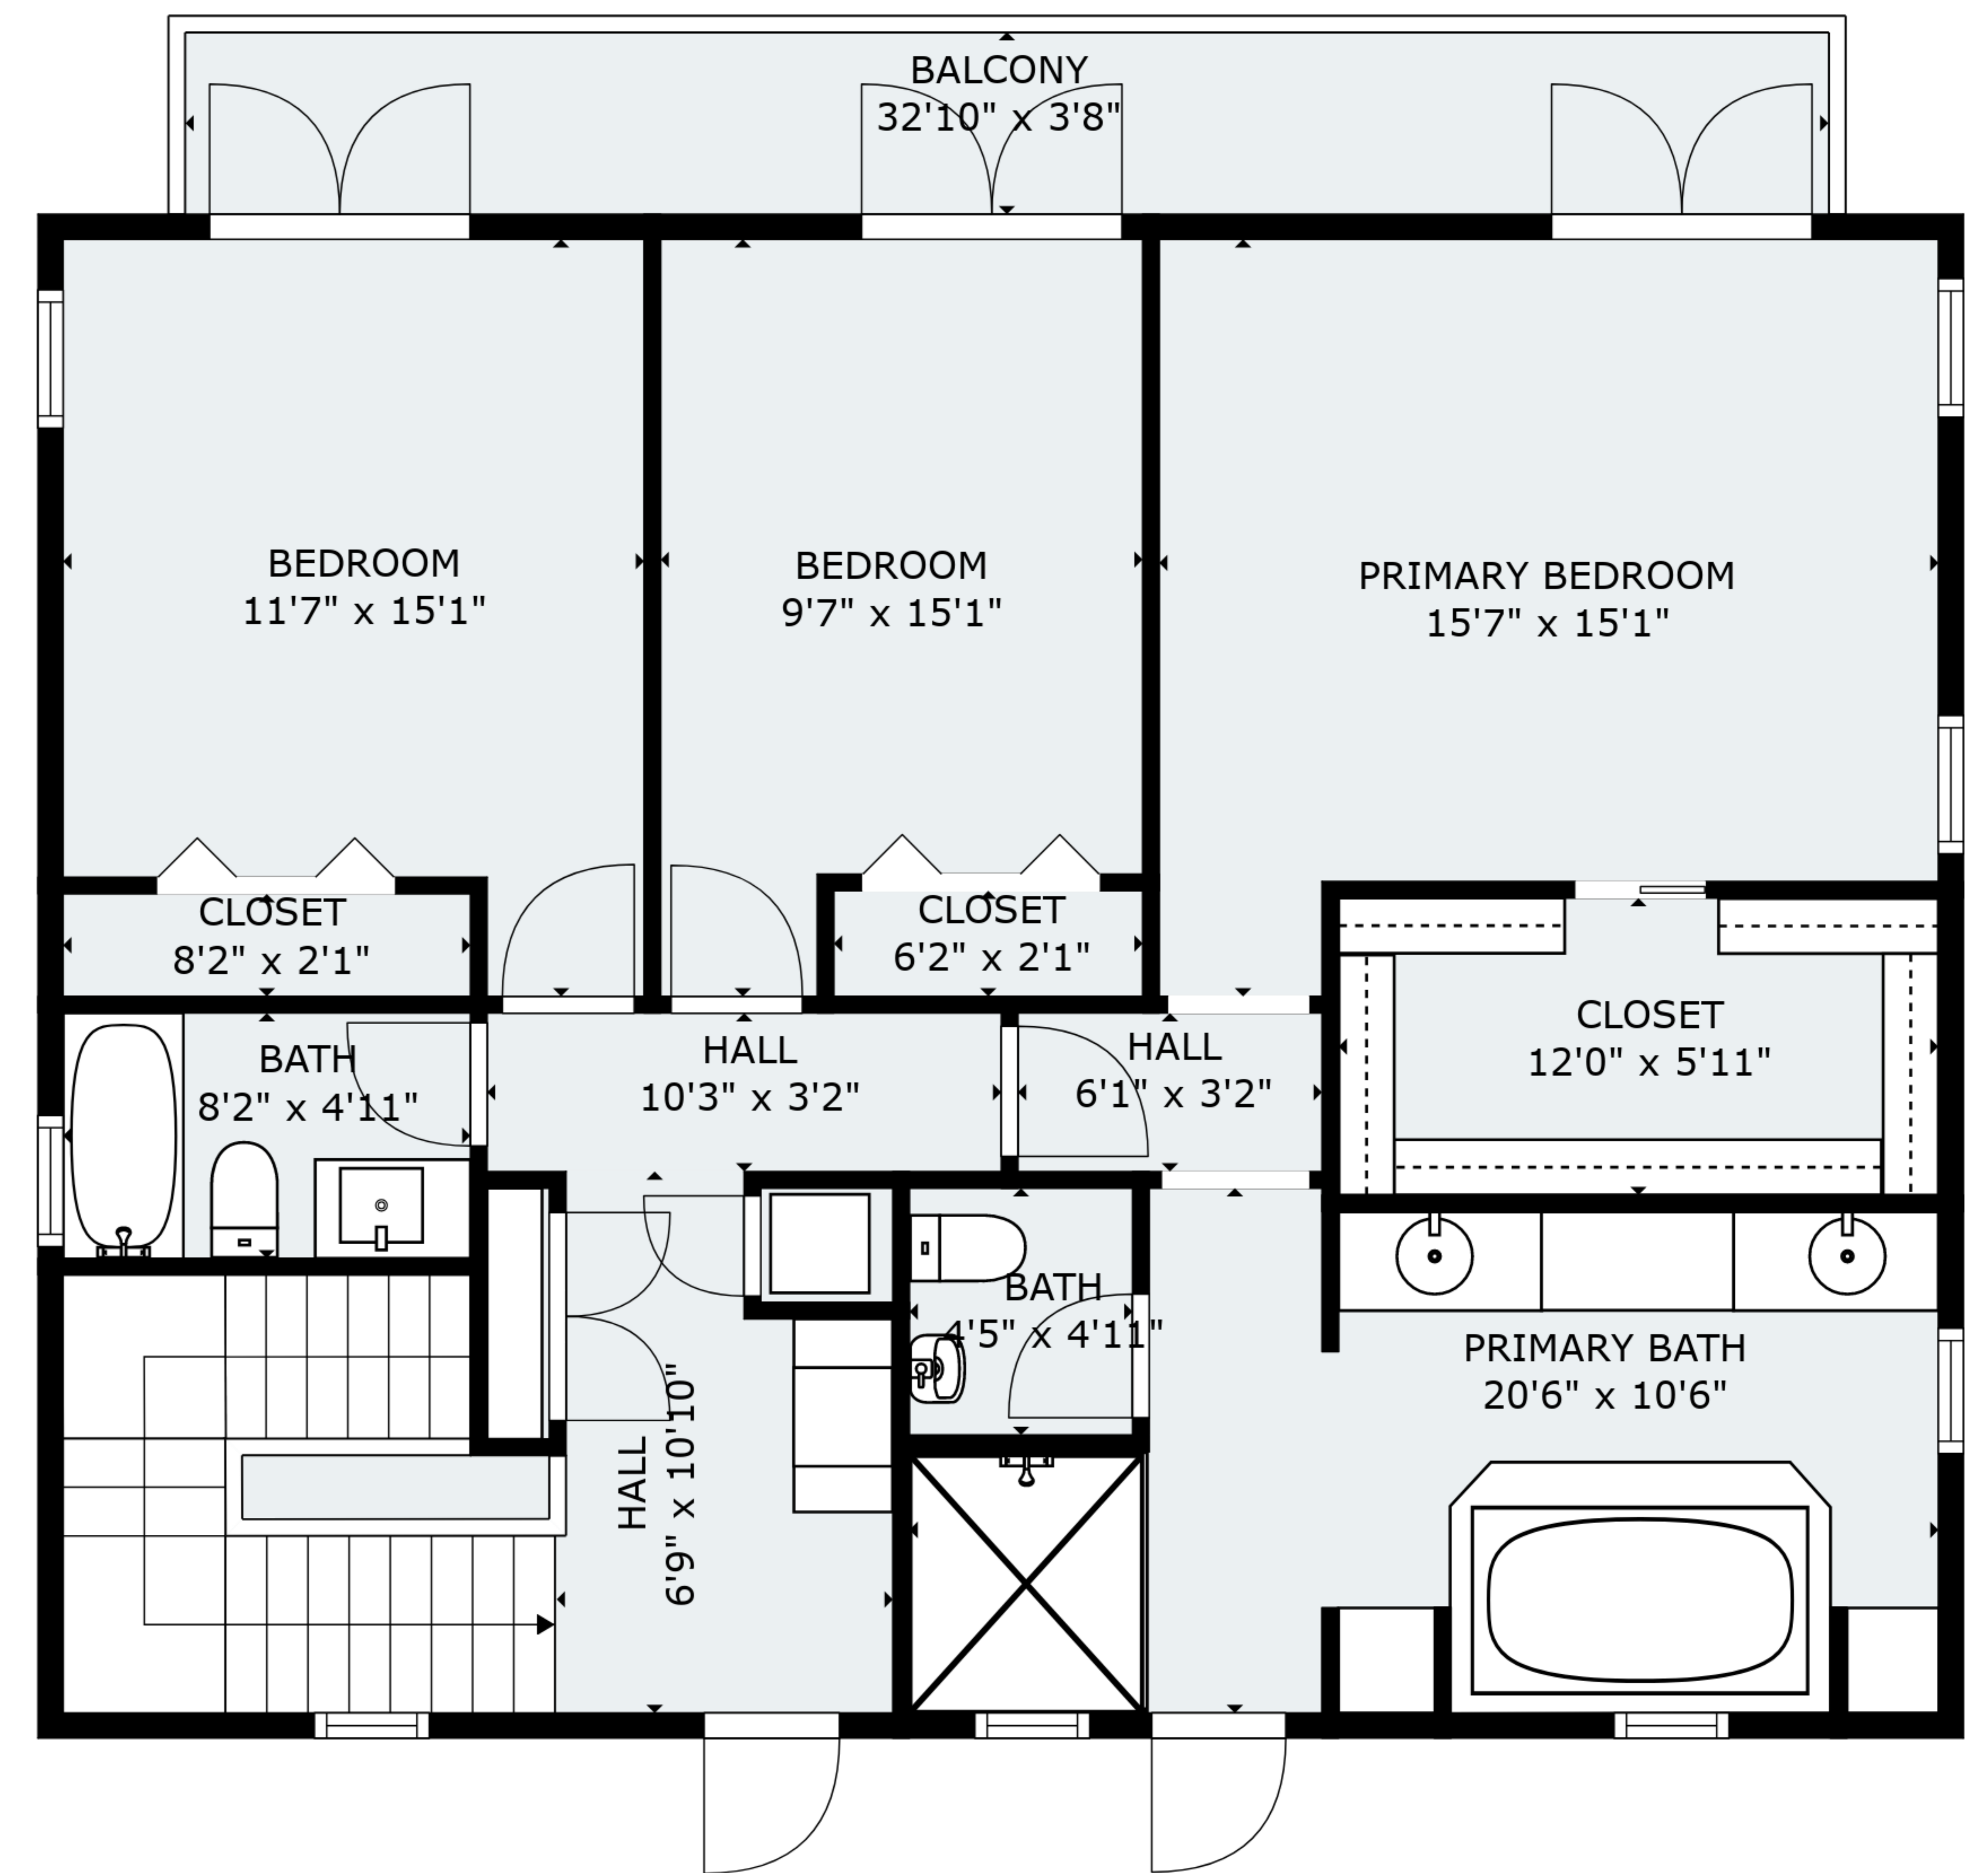 BALCONY
32'10" x 3'8"
BEDROOM
11'7" x 15'1"
BEDROOM
9'7" x 15'1"
PRIMARY BEDROOM
15'7" x 15'1"
CLOSET
8'2" x 2'1"
CLOSET
6'2" x 2'1"
CLOSET
12'0" x 5'11"
BATH
8'2" x 4'11"
HALL
10'3" x 3'2"
HALL
6'1" x 3'2"
BATH
4'5" x 4'11"
PRIMARY BATH
20'6" x 10'6"
HALL
6'9" x 10'10"